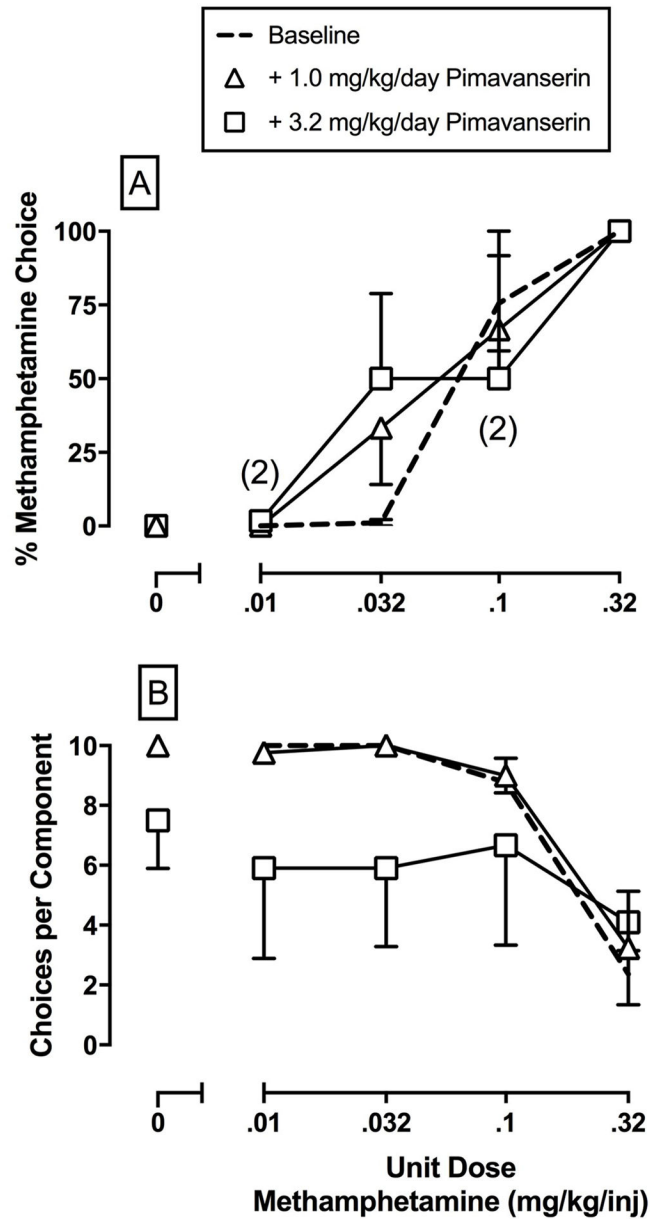 Baseline
+ 1.0 mg/kg/day Pimavanserin
+ 3.2 mg/kg/day Pimavanserin
A
% Methamphetamine Choice
100
75
50
25
0
(2)
(2)
0 .01 .032 .1 .32
B
Choices per Component
10
8
6
4
2
0
0 .01 .032 .1 .32
Unit Dose
Methamphetamine (mg/kg/inj)